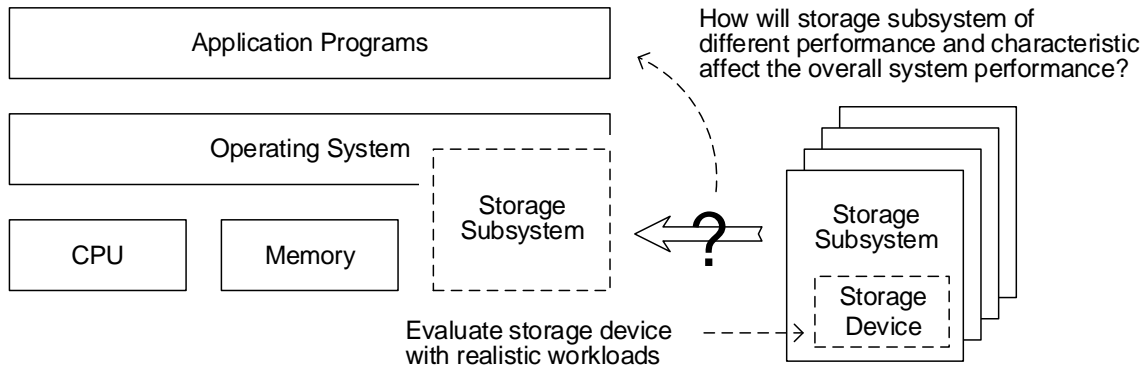 Application Programs
How will storage subsystem of
different performance and characteristic
affect the overall system performance?
Operating System
Storage
Subsystem
CPU
Memory
?
Storage
Subsystem
Storage
Device
Evaluate storage device
with realistic workloads